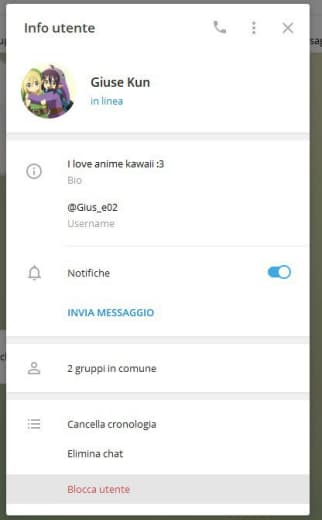 Info utente
Giuse Kun
in linea
I love anime kawaii :3
Bio
@Gius_e02
Username
Notifiche
INVIA MESSAGGIO
2 gruppi in comune
Cancella cronologia
Elimina chat
Blocca utente